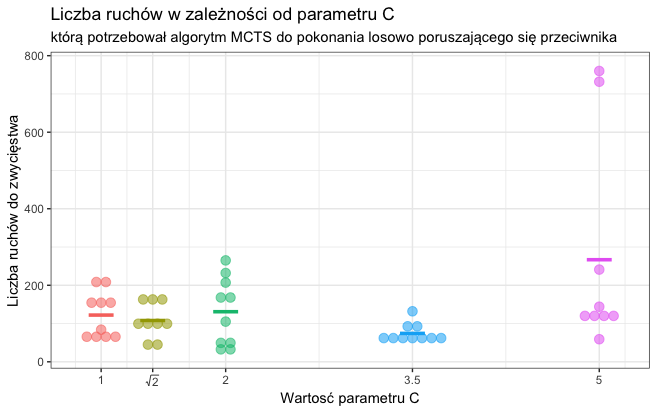 Liczba ruchów w zależności od parametru C
którą potrzebował algorytm MCTS do pokonania losowo poruszającego się przeciwnika
Liczba ruchów do zwycięstwa
800
600
400
200
0
1 √2 2 3.5 5
Wartosć parametru C